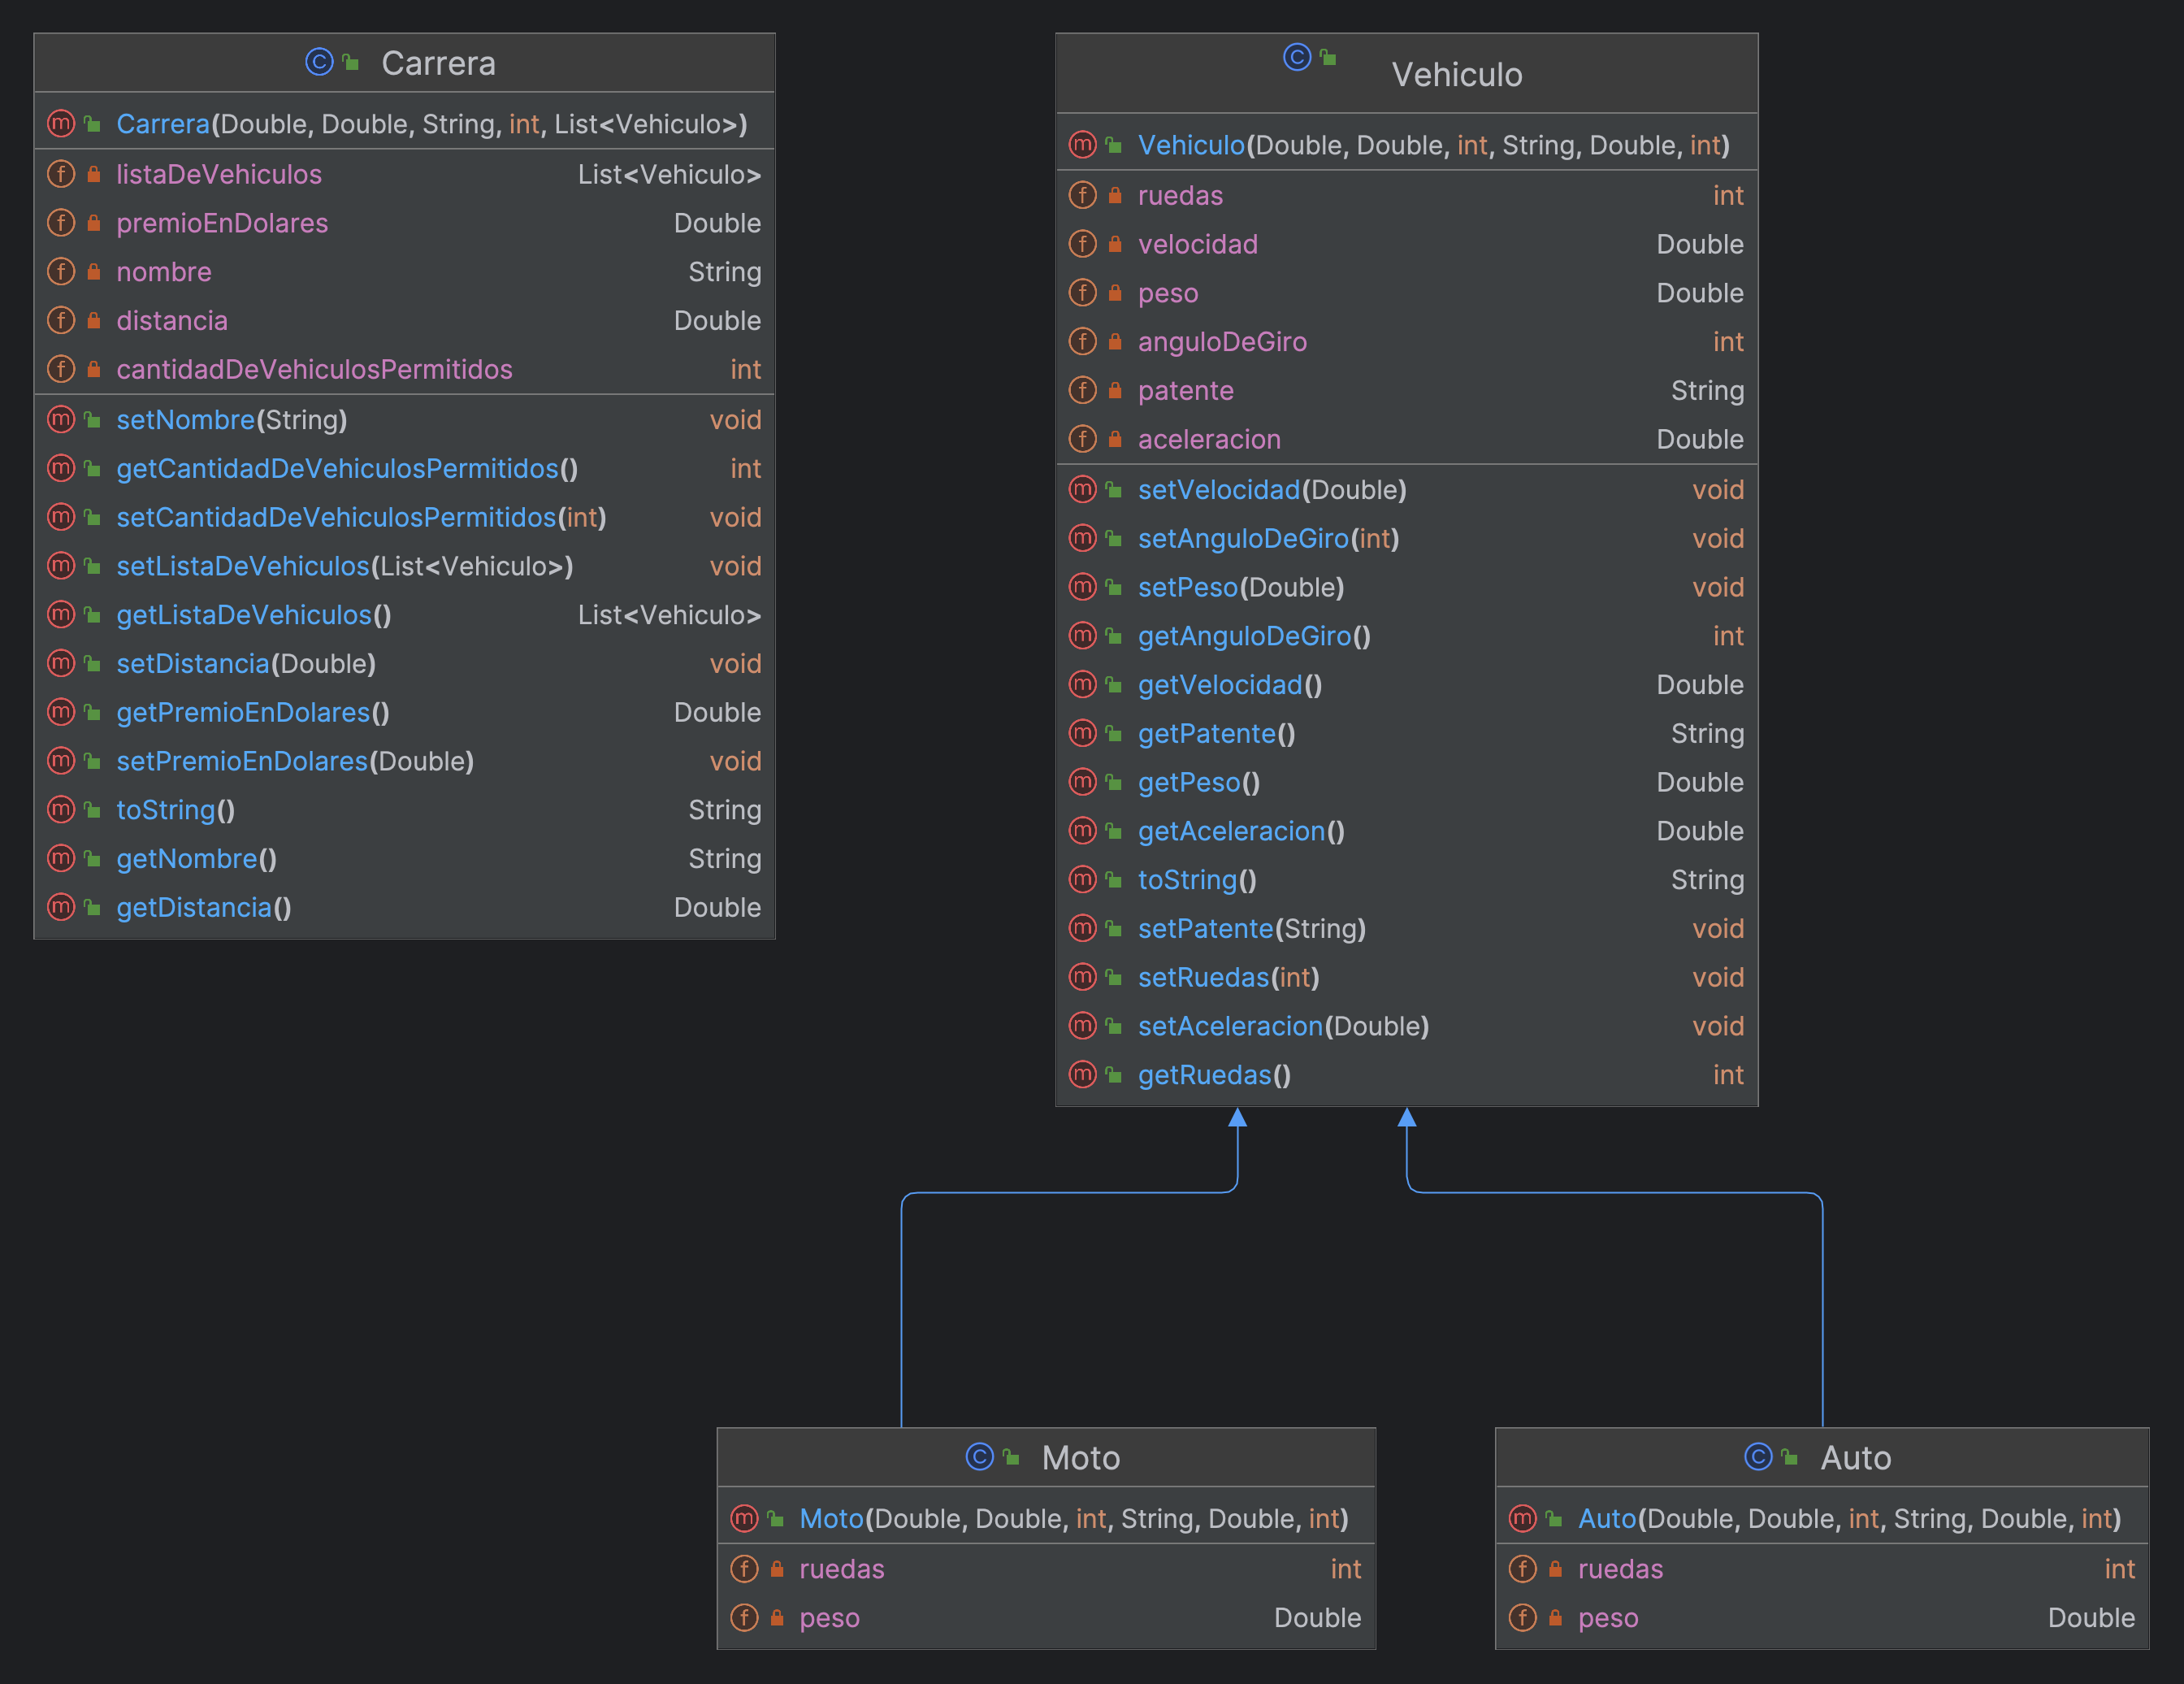 Carrera
Carrera(Double, Double, String, int, List<Vehiculo>)
listaDeVehiculos List<Vehiculo>
premioEnDolares Double
nombre String
distancia Double
cantidadDeVehiculosPermitidos int
setNombre(String) void
getCantidadDeVehiculosPermitidos() int
setCantidadDeVehiculosPermitidos(int) void
setListaDeVehiculos(List<Vehiculo>) void
getListaDeVehiculos() List<Vehiculo>
setDistancia(Double) void
getPremioEnDolares() Double
setPremioEnDolares(Double) void
toString() String
getNombre() String
getDistancia() Double
Vehiculo
Vehiculo(Double, Double, int, String, Double, int)
ruedas int
velocidad Double
peso Double
anguloDeGiro int
patente String
aceleracion Double
setVelocidad(Double) void
setAnguloDeGiro(int) void
setPeso(Double) void
getAnguloDeGiro() int
getVelocidad() Double
getPatente() String
getPeso() Double
getAceleracion() Double
toString() String
setPatente(String) void
setRuedas(int) void
setAceleracion(Double) void
getRuedas() int
Moto
Moto(Double, Double, int, String, Double, int)
ruedas int
peso Double
Auto
Auto(Double, Double, int, String, Double, int)
ruedas int
peso Double